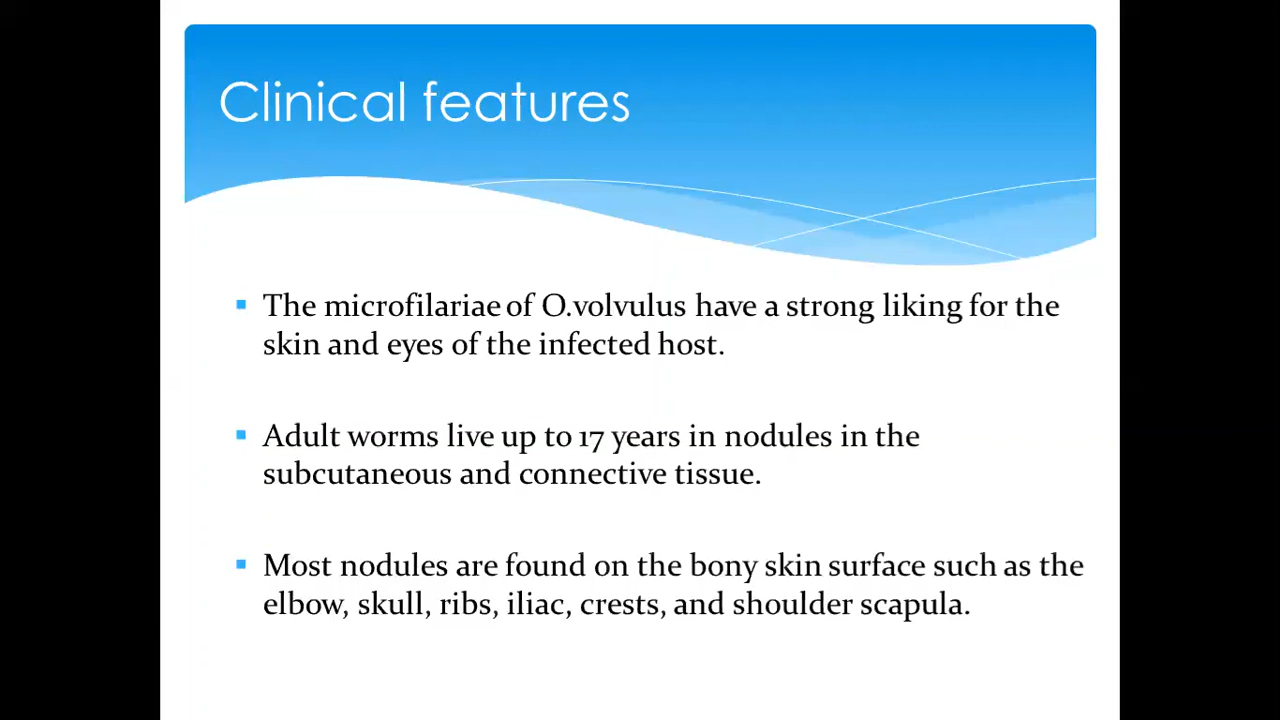 Clinical features
▪ The microfilariae of O.volvulus have a strong liking for the
skin and eyes of the infected host.
▪ Adult worms live up to 17 years in nodules in the
subcutaneous and connective tissue.
▪ Most nodules are found on the bony skin surface such as the
elbow, skull, ribs, iliac, crests, and shoulder scapula.